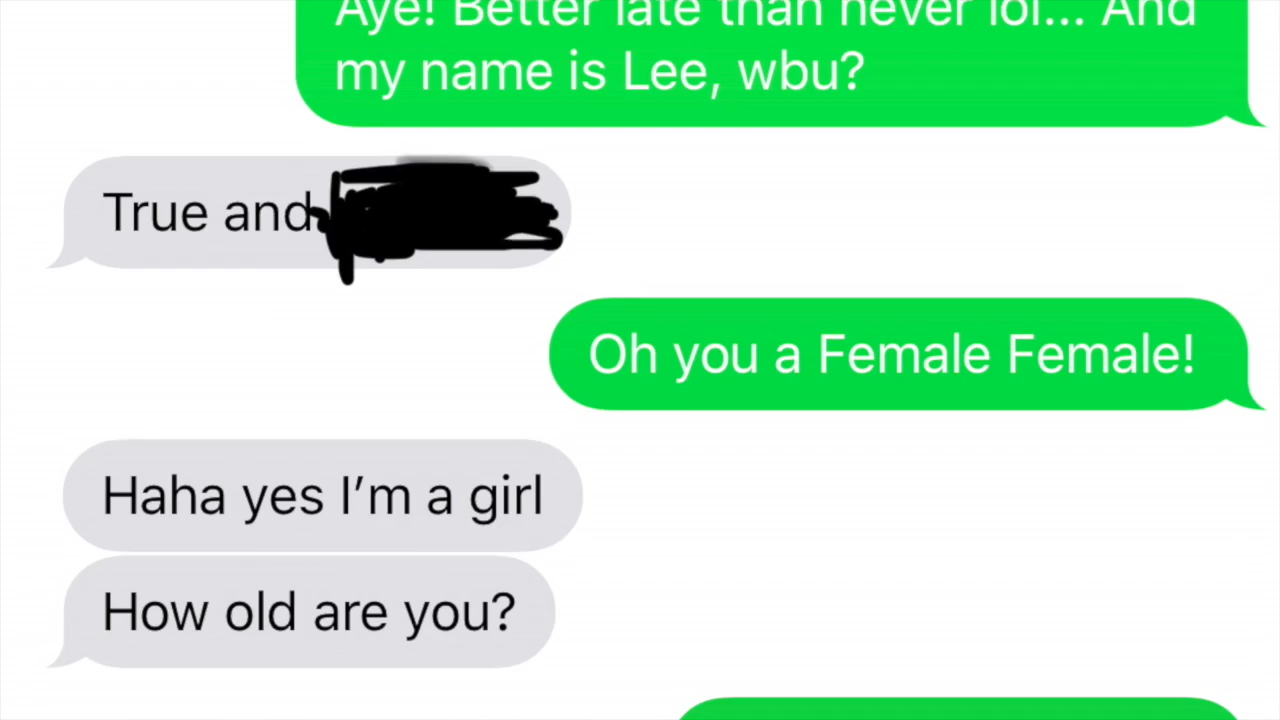 Aye! Better late than never lol... And
my name is Lee, wbu?
True and
Oh you a Female Female!
Haha yes I'm a girl
How old are you?